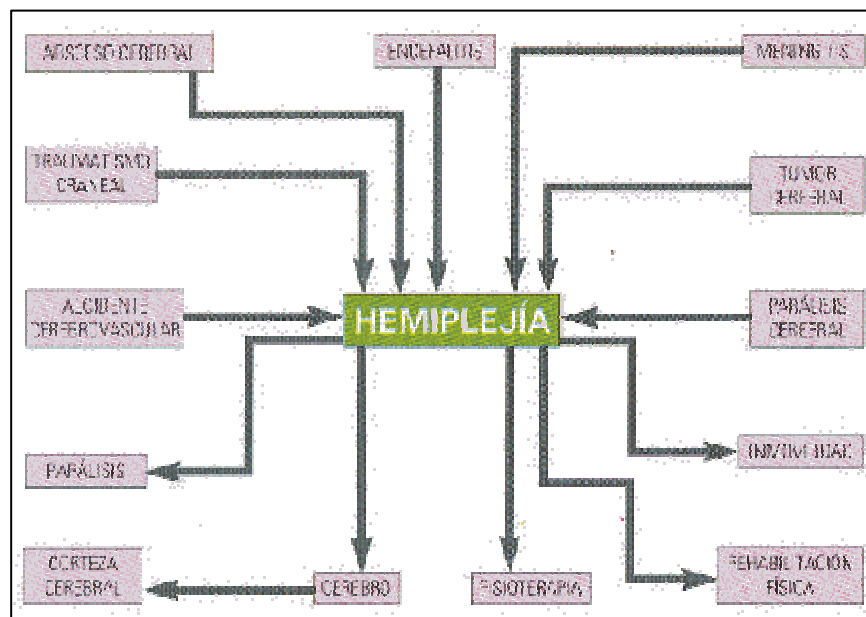 ABSCESO CEREBRAL
ENCEFALITIS
MENINGITIS
TRAUMATISMO
CRANEAL
TUMOR
CEREBRAL
ACCIDENTE
CEREBROVASCULAR
HEMIPLEJÍA
PARÁLISIS
CEREBRAL
PARÁLISIS
INMOVILIDAD
CORTEZA
CEREBRAL
CEREBRO
FISIOTERAPIA
REHABILITACIÓN
FÍSICA